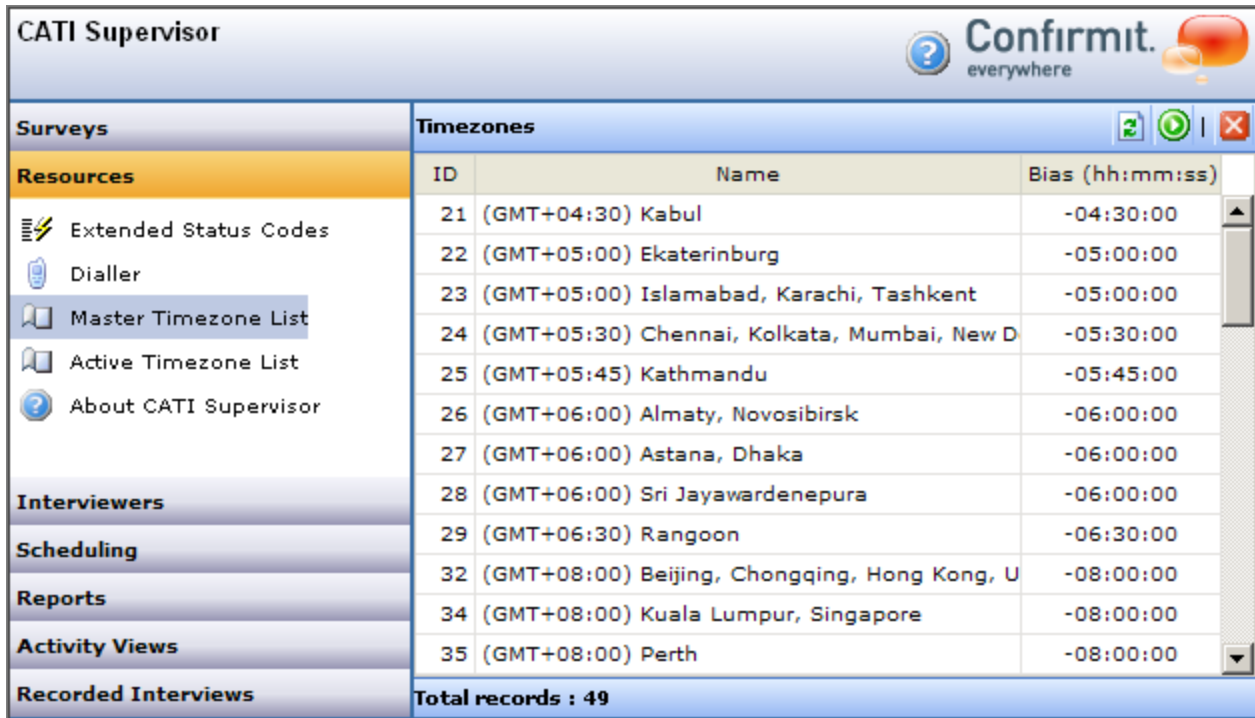 CATI Supervisor
Confirmit.
everywhere
Surveys
Resources
Extended Status Codes
Dialler
Master Timezone List
Active Timezone List
About CATI Supervisor
Interviewers
Scheduling
Reports
Activity Views
Recorded Interviews
Timezones
ID Name Bias (hh:mm:ss)
21 (GMT+04:30) Kabul -04:30:00
22 (GMT+05:00) Ekaterinburg -05:00:00
23 (GMT+05:00) Islamabad, Karachi, Tashkent -05:00:00
24 (GMT+05:30) Chennai, Kolkata, Mumbai, New D -05:30:00
25 (GMT+05:45) Kathmandu -05:45:00
26 (GMT+06:00) Almaty, Novosibirsk -06:00:00
27 (GMT+06:00) Astana, Dhaka -06:00:00
28 (GMT+06:00) Sri Jayawardenepura -06:00:00
29 (GMT+06:30) Rangoon -06:30:00
32 (GMT+08:00) Beijing, Chongqing, Hong Kong, U -08:00:00
34 (GMT+08:00) Kuala Lumpur, Singapore -08:00:00
35 (GMT+08:00) Perth -08:00:00
Total records : 49